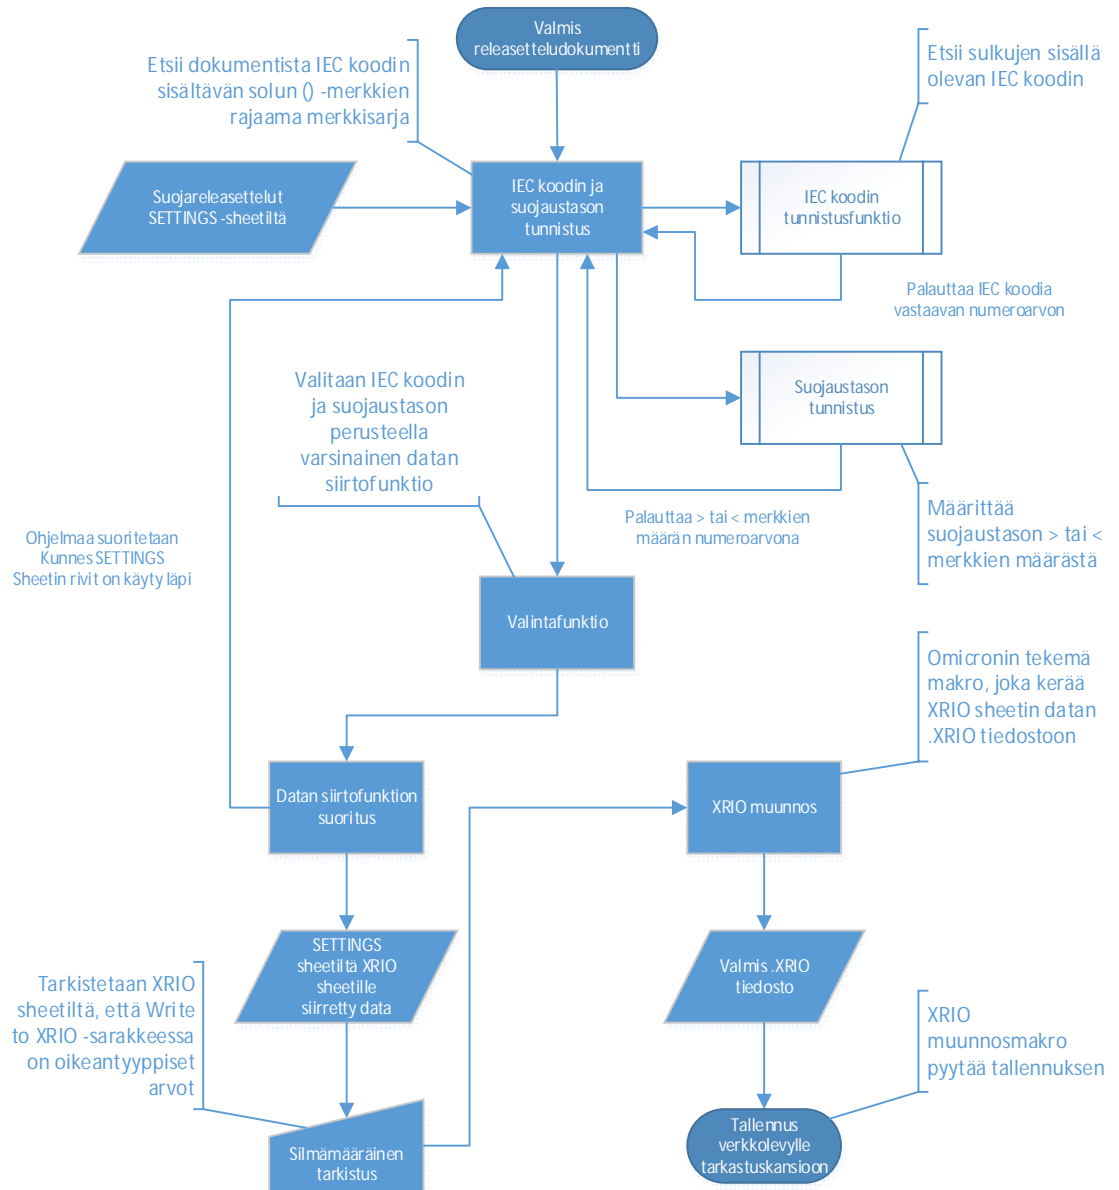 Valmis
releasetteludokumentti
Etsii dokumentista IEC koodin
sisältävän solun () -merkkien
rajaama merkkisarja
Etsii sulkujen sisällä
olevan IEC koodin
Suojareleasettelut
SETTINGS -sheetiltä
IEC koodin ja
suojaustason
tunnistus
IEC koodin
tunnistusfunktio
Palauttaa IEC koodia
vastaavan numeroarvon
Suojaustason
tunnistus
Valitaan IEC koodin
ja suojaustason
perusteella
varsinainen datan
siirtofunktio
Palauttaa > tai < merkkien
määrän numeroarvona
Määrittää
suojaustason > tai <
merkkien määrästä
Ohjelmaa suoritetaan
Kunnes SETTINGS
Sheetin rivit on käyty läpi
Valintafunktio
Omicronin tekemä
makro, joka kerää
XRIO sheetin datan
.XRIO tiedostoon
Datan siirtofunktion
suoritus
XRIO muunnos
SETTINGS
sheetiltä XRIO
sheetille
siirretty data
Valmis .XRIO
tiedosto
Tarkistetaan XRIO
sheetiltä, että Write
to XRIO -sarakkeessa
on oikeantyyppiset
arvot
XRIO
muunnosmakro
pyytää tallennuksen
Silmämääräinen
tarkistus
Tallennus
verkkolevylle
tarkastuskansioon